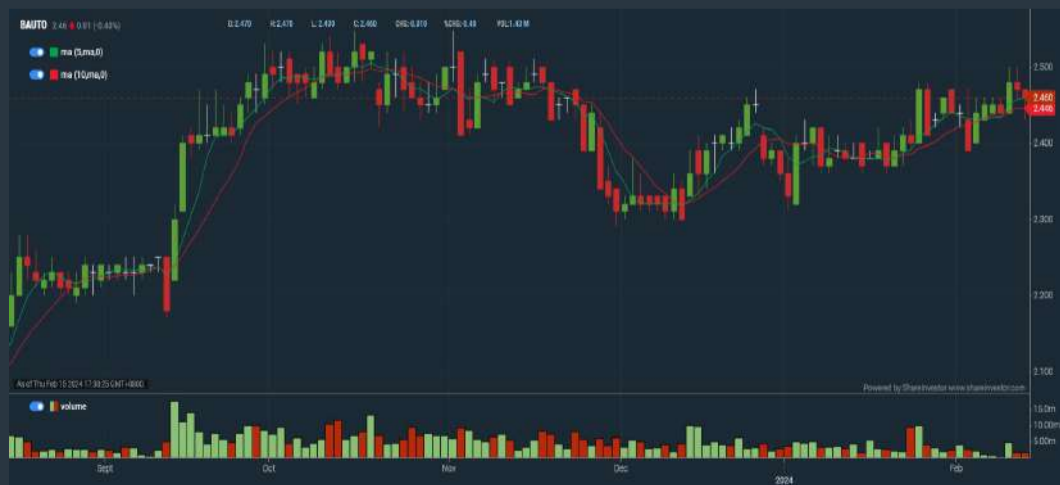 BAUTO 2.46 0.01 (-0.40%) O:2.470 H:2.470 L:2.430 C:2.460 CHG:-0.010 %CHG:-0.40 VOL:1.43 M
ma (5,ma,0)
ma (10,ma,0)
2.500
2.460
2.446
2.400
2.300
2.200
2.100
As of Thu Feb 15 2024 GMT+0800
Powered by ShareInvestor www.shareinvestor.com
volume
15.0m
10.00m
5.00m
Sept Oct Nov Dec 2024 Feb